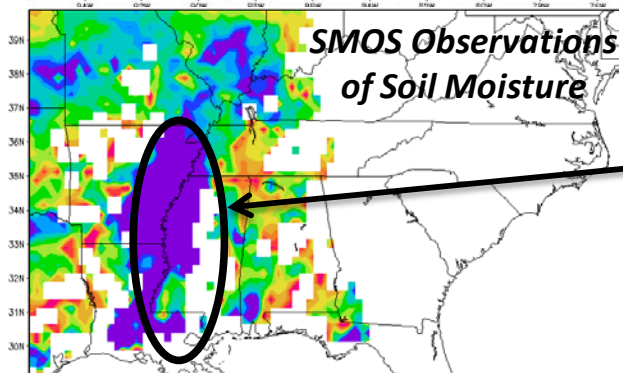 SMOS Observations
of Soil Moisture
39N
38N
37N
36N
35N
34N
33N
32N
31N
30N